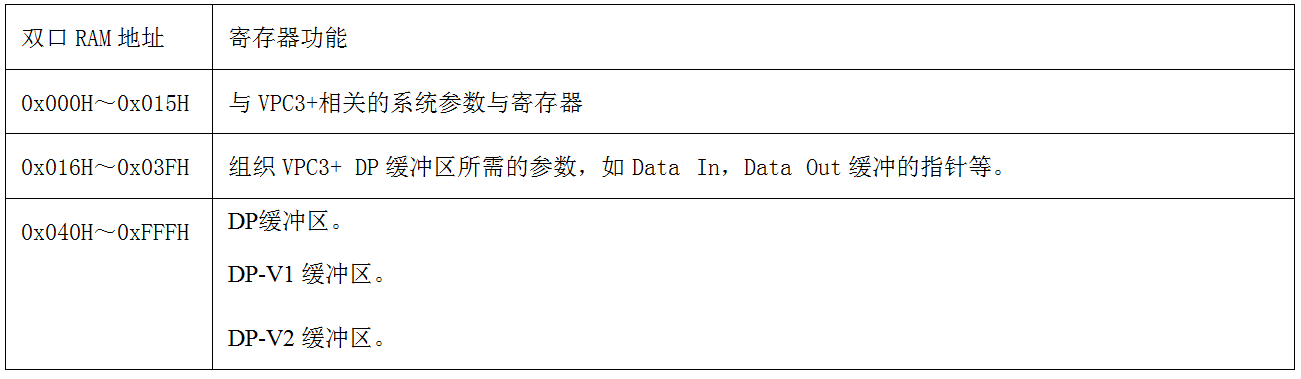 双口 RAM 地址 寄存器功能
0x000H～0x015H 与 VPC3+相关的系统参数与寄存器
0x016H～0x03FH 组织 VPC3+ DP 缓冲区所需的参数，如 Data In，Data Out 缓冲的指针等。
0x040H～0xFFFH DP缓冲区。
DP-V1 缓冲区。
DP-V2 缓冲区。